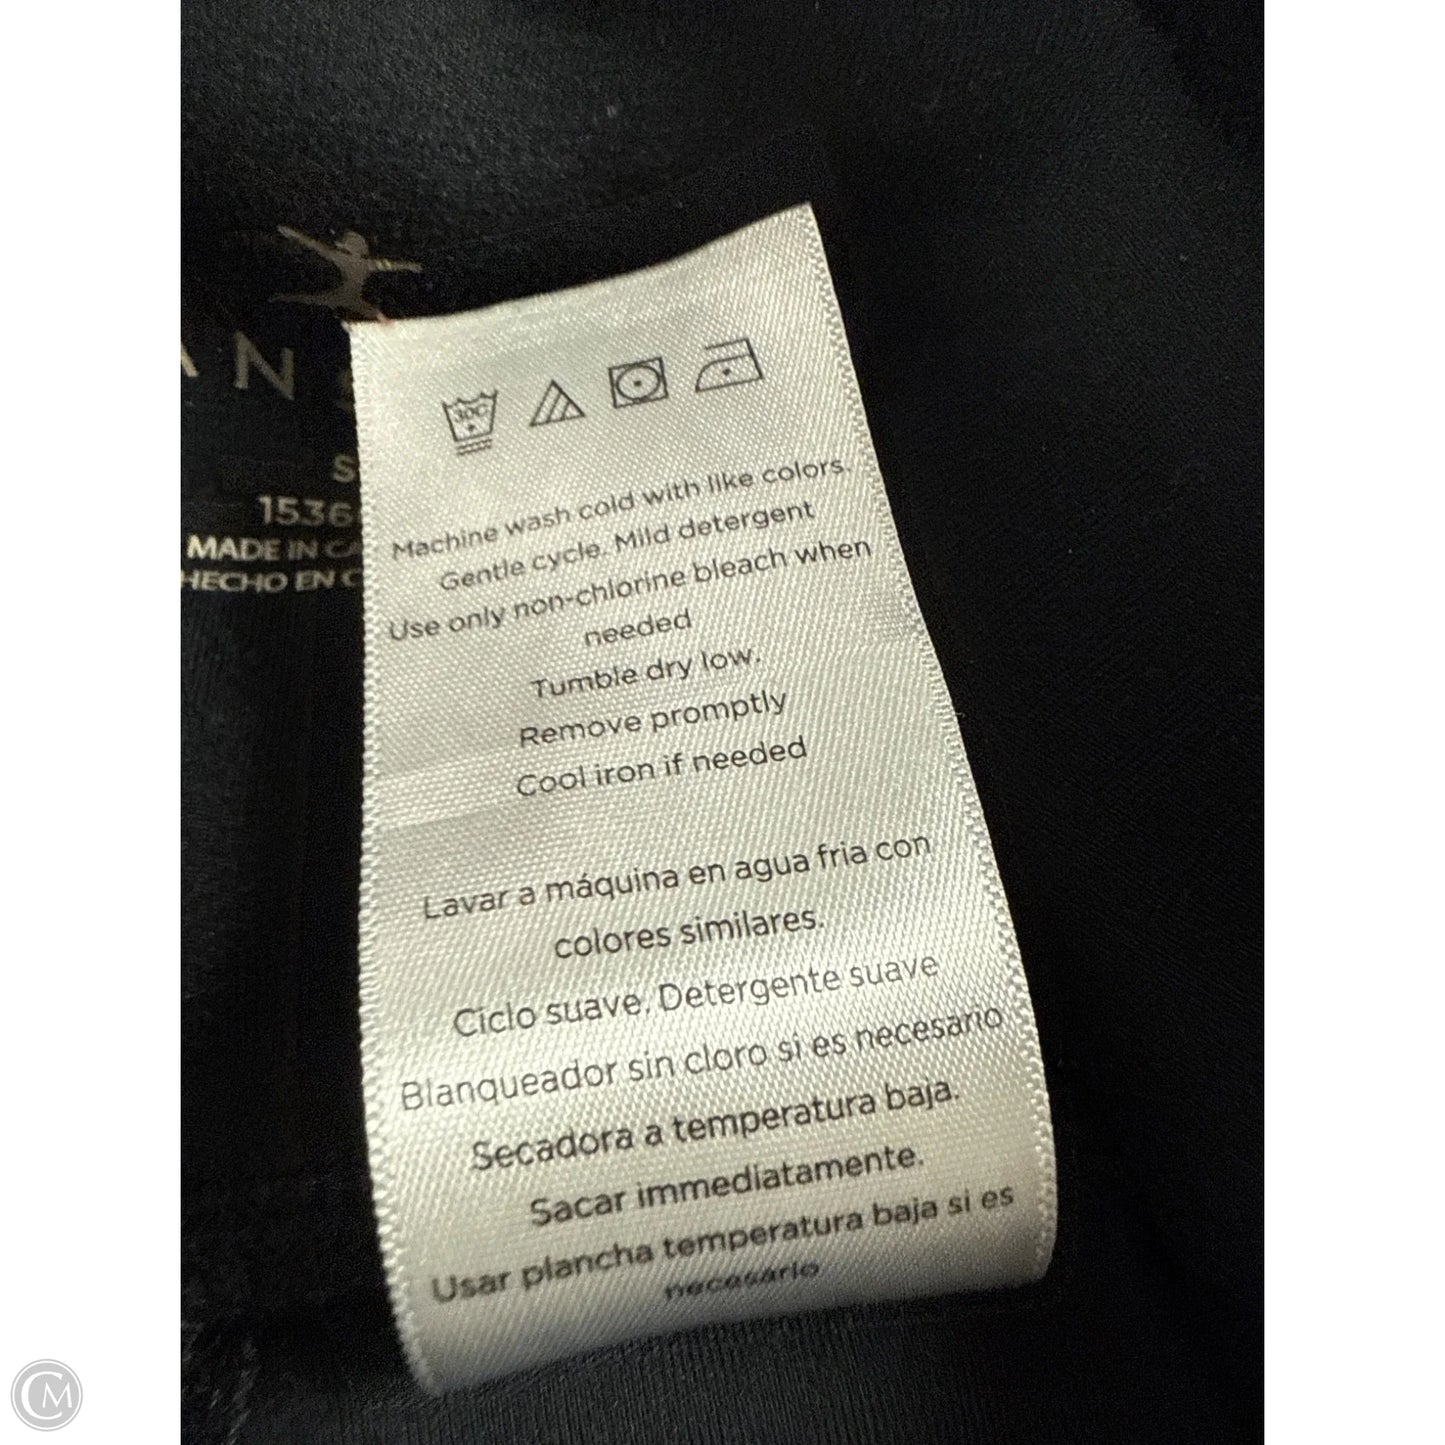 30C
Machine wash cold with like colors.
Gentle cycle. Mild detergent
Use only non-chlorine bleach when
needed
Tumble dry low.
Remove promptly
Cool iron if needed
Lavar a máquina en agua fria con
colores similares.
Ciclo suave. Detergente suave
Blanqueador sin cloro si es necesario
Secadora a temperatura baja.
Sacar immediatamente.
Usar plancha temperatura baja si es
necesario
1536
MADE IN
HECHO EN
CM